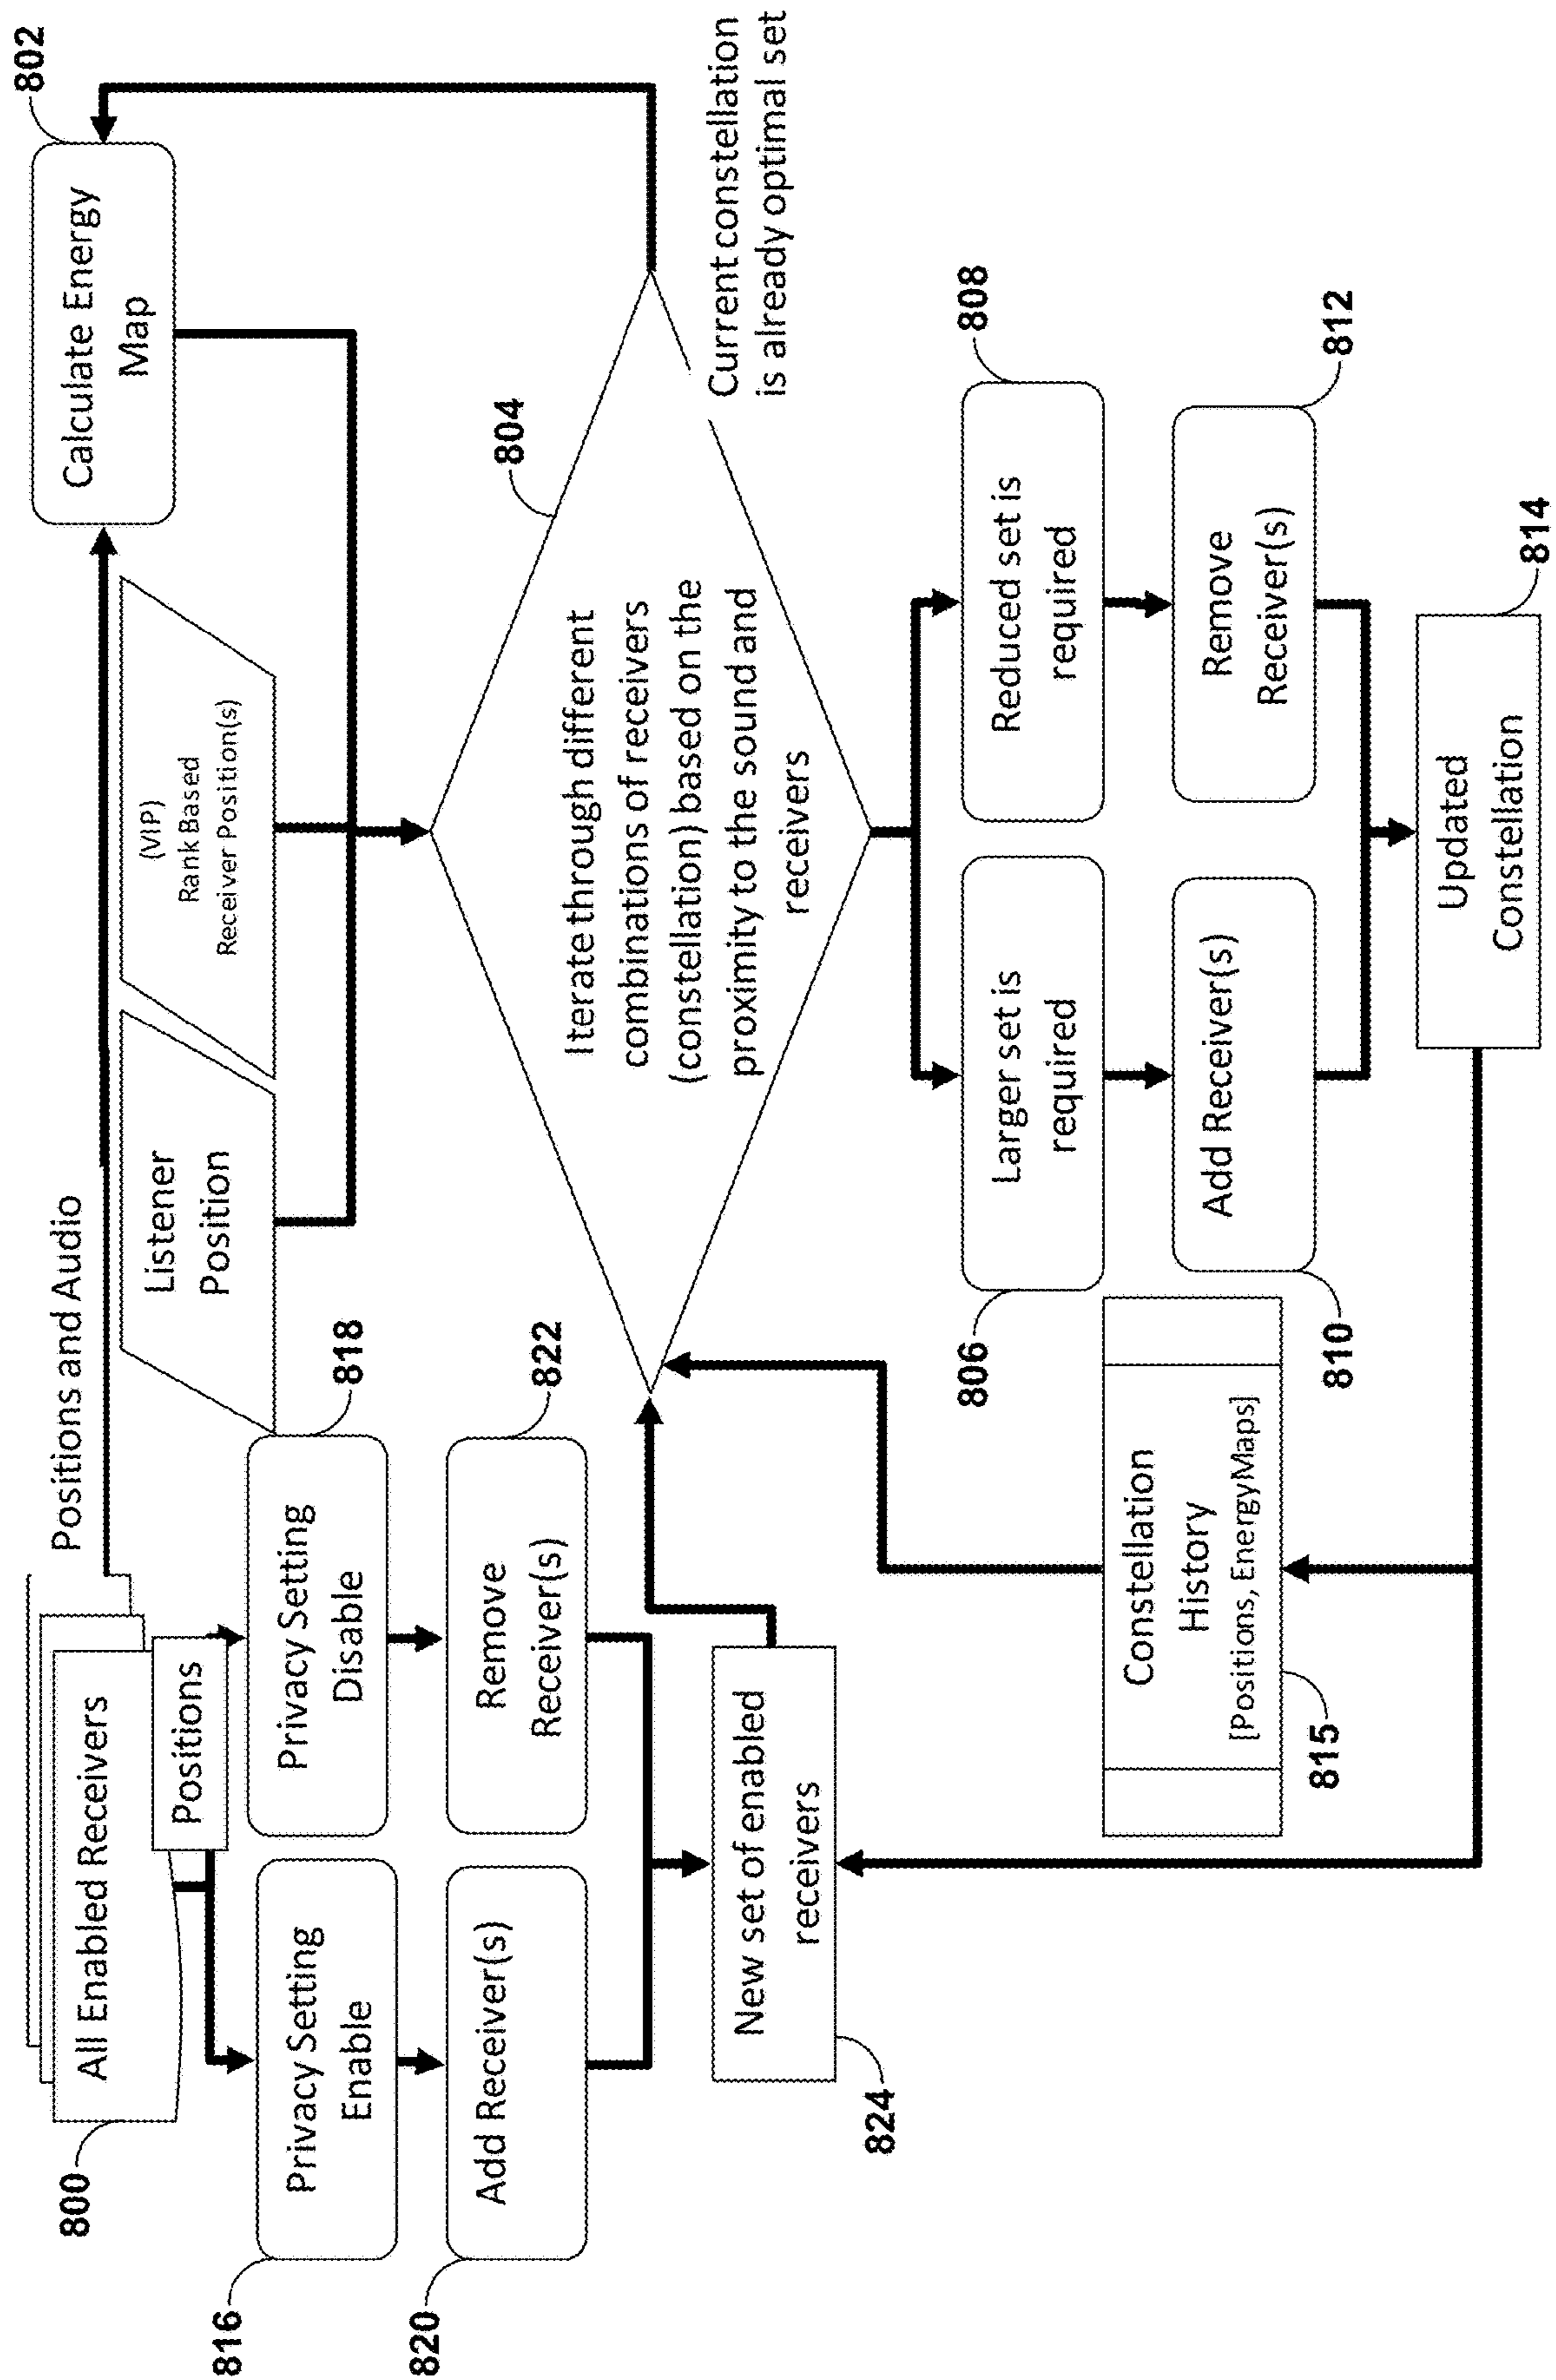 800
All Enabled Receivers
Positions
Positions and Audio
802
Calculate Energy
Map
Listener
Position
(VIP)
Rank Based
Receiver Position(s)
816
Privacy Setting
Enable
818
Privacy Setting
Disable
820
Add Receiver(s)
822
Remove
Receiver(s)
824
New set of enabled
receivers
804
Iterate through different
combinations of receivers
(constellation) based on the
proximity to the sound and
receivers
Current constellation
is already optimal set
806
Larger set is
required
808
Reduced set is
required
810
Add Receiver(s)
812
Remove
Receiver(s)
814
Updated
Constellation
815
Constellation
History
[Positions, EnergyMaps]